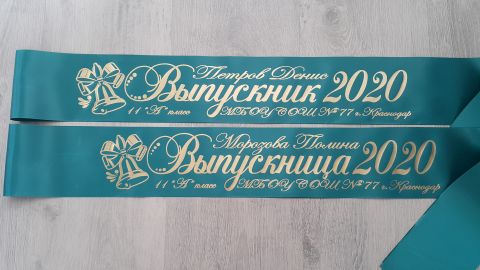 Петров Денис
Выпускник 2020
11 "А" класс МБОУ СОШ № 77 г. Краснодар
Морозова Полина
Выпускница 2020
11 "А" класс МБОУ СОШ № 77 г. Краснодар